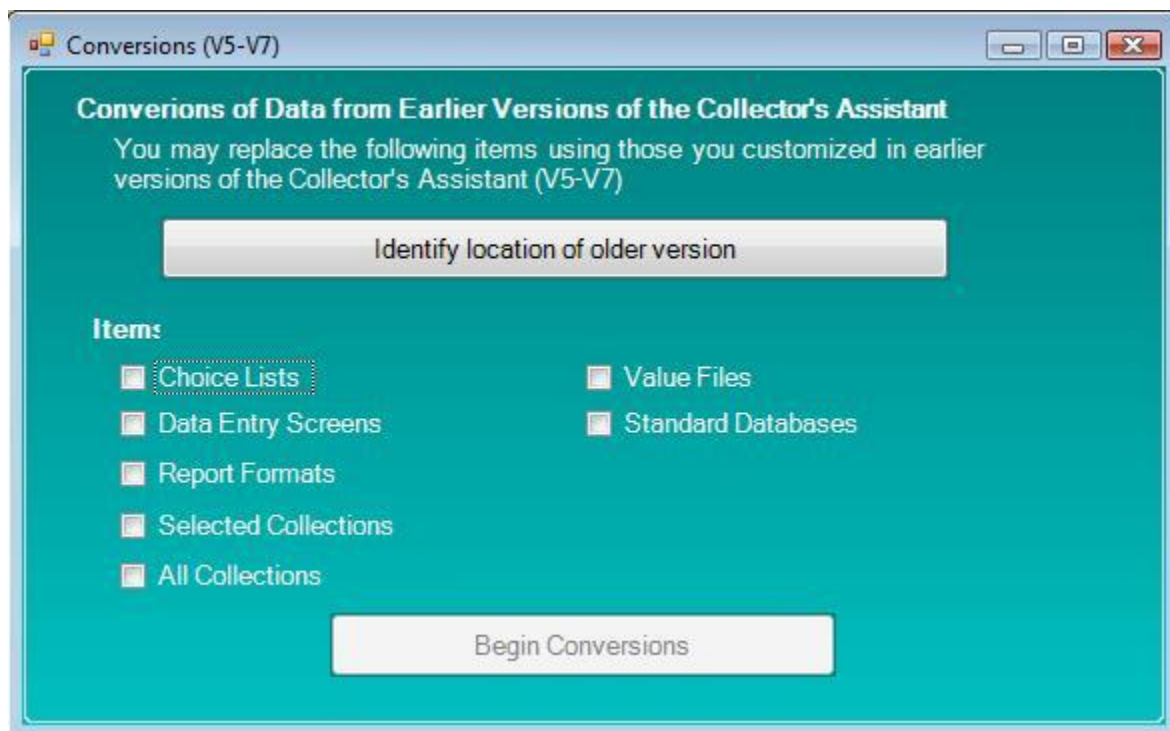 Conversions (V5-V7)
Converions of Data from Earlier Versions of the Collector's Assistant
You may replace the following items using those you customized in earlier
versions of the Collector's Assistant (V5-V7)
Identify location of older version
Items
Choice Lists
Value Files
Data Entry Screens
Standard Databases
Report Formats
Selected Collections
All Collections
Begin Conversions